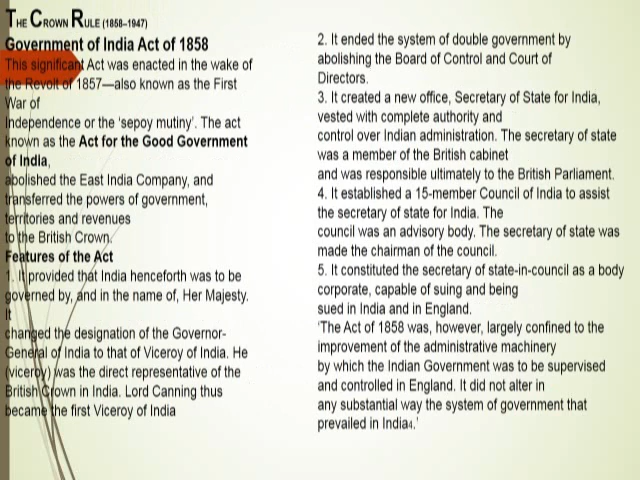 THE CROWN RULE (1858–1947)
Government of India Act of 1858
This significant Act was enacted in the wake of
the Revolt of 1857—also known as the First
War of
Independence or the ‘sepoy mutiny’. The act
known as the Act for the Good Government
of India,
abolished the East India Company, and
transferred the powers of government,
territories and revenues
to the British Crown.
Features of the Act
1. It provided that India henceforth was to be
governed by, and in the name of, Her Majesty.
It
changed the designation of the Governor-
General of India to that of Viceroy of India. He
(viceroy) was the direct representative of the
British Crown in India. Lord Canning thus
became the first Viceroy of India
2. It ended the system of double government by
abolishing the Board of Control and Court of
Directors.
3. It created a new office, Secretary of State for India,
vested with complete authority and
control over Indian administration. The secretary of state
was a member of the British cabinet
and was responsible ultimately to the British Parliament.
4. It established a 15-member Council of India to assist
the secretary of state for India. The
council was an advisory body. The secretary of state was
made the chairman of the council.
5. It constituted the secretary of state-in-council as a body
corporate, capable of suing and being
sued in India and in England.
‘The Act of 1858 was, however, largely confined to the
improvement of the administrative machinery
by which the Indian Government was to be supervised
and controlled in England. It did not alter in
any substantial way the system of government that
prevailed in India4.’